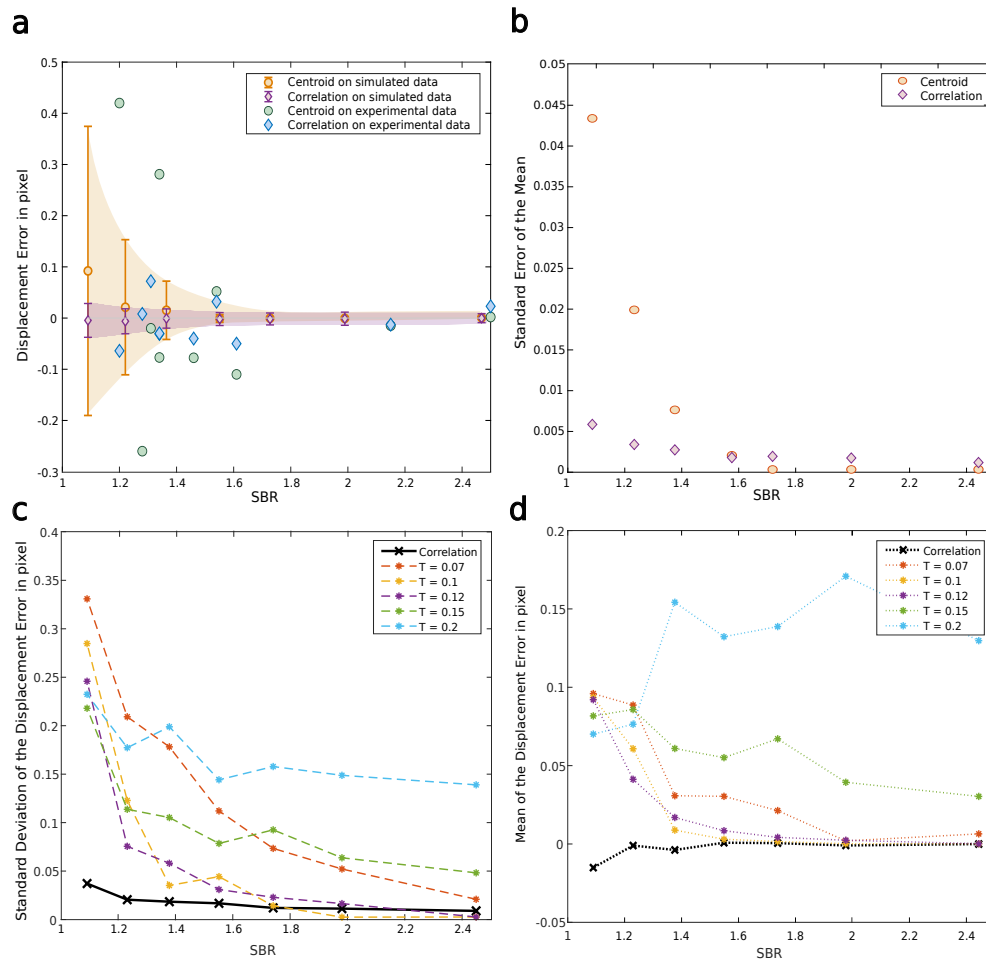 a
Displacement Error in pixel
0.5
0.4
0.3
0.2
0.1
0
-0.1
-0.2
-0.3
1
1.2
1.4
1.6
1.8
2
2.2
2.4
SBR
Centroid on simulated data
Correlation on simulated data
Centroid on experimental data
Correlation on experimental data
b
Standard Error of the Mean
0.05
0.045
0.04
0.035
0.03
0.025
0.02
0.015
0.01
0.005
0
1
1.2
1.4
1.6
1.8
2
2.2
2.4
SBR
Centroid
Correlation
c
Standard Deviation of the Displacement Error in pixel
0.4
0.35
0.3
0.25
0.2
0.15
0.1
0.05
0
1
1.2
1.4
1.6
1.8
2
2.2
2.4
SBR
Correlation
T = 0.07
T = 0.1
T = 0.12
T = 0.15
T = 0.2
d
Mean of the Displacement Error in pixel
0.2
0.15
0.1
0.05
0
-0.05
1
1.2
1.4
1.6
1.8
2
2.2
2.4
SBR
Correlation
T = 0.07
T = 0.1
T = 0.12
T = 0.15
T = 0.2